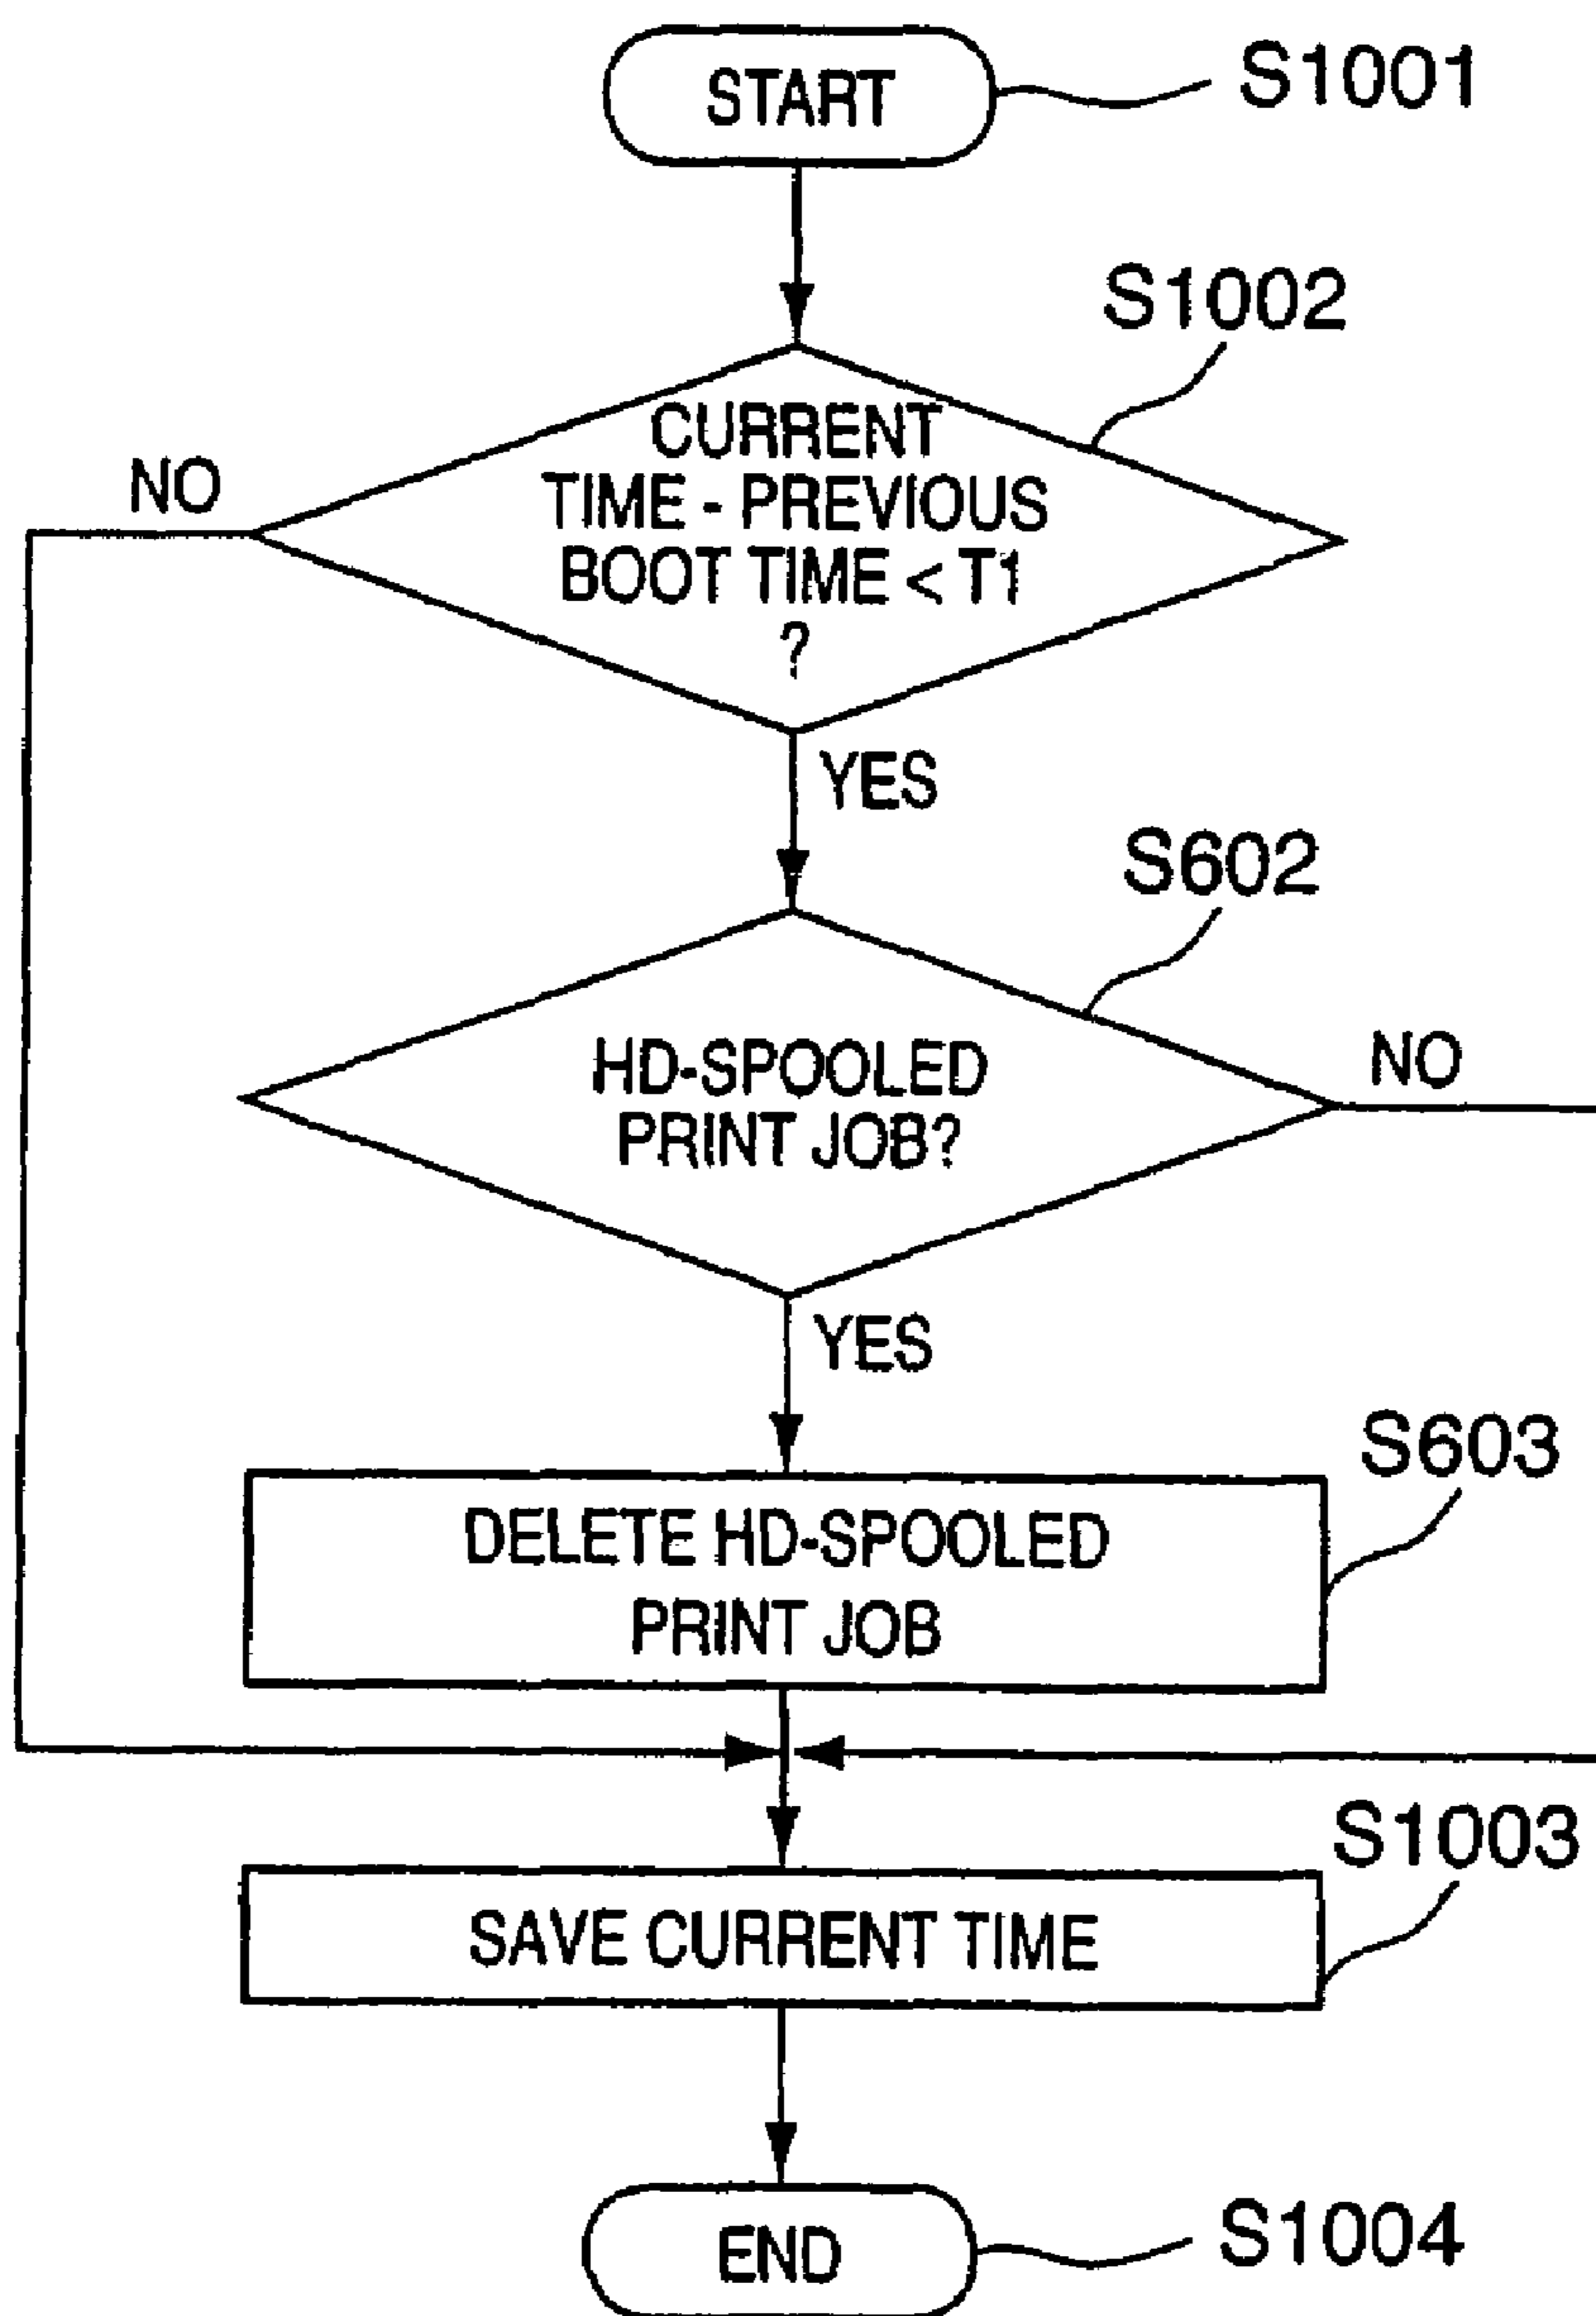 START
S1001
S1002
CURRENT
TIME - PREVIOUS
BOOT TIME < T1
?
NO
YES
S602
HD-SPOOLED
PRINT JOB?
NO
YES
S603
DELETE HD-SPOOLED
PRINT JOB
S1003
SAVE CURRENT TIME
END
S1004